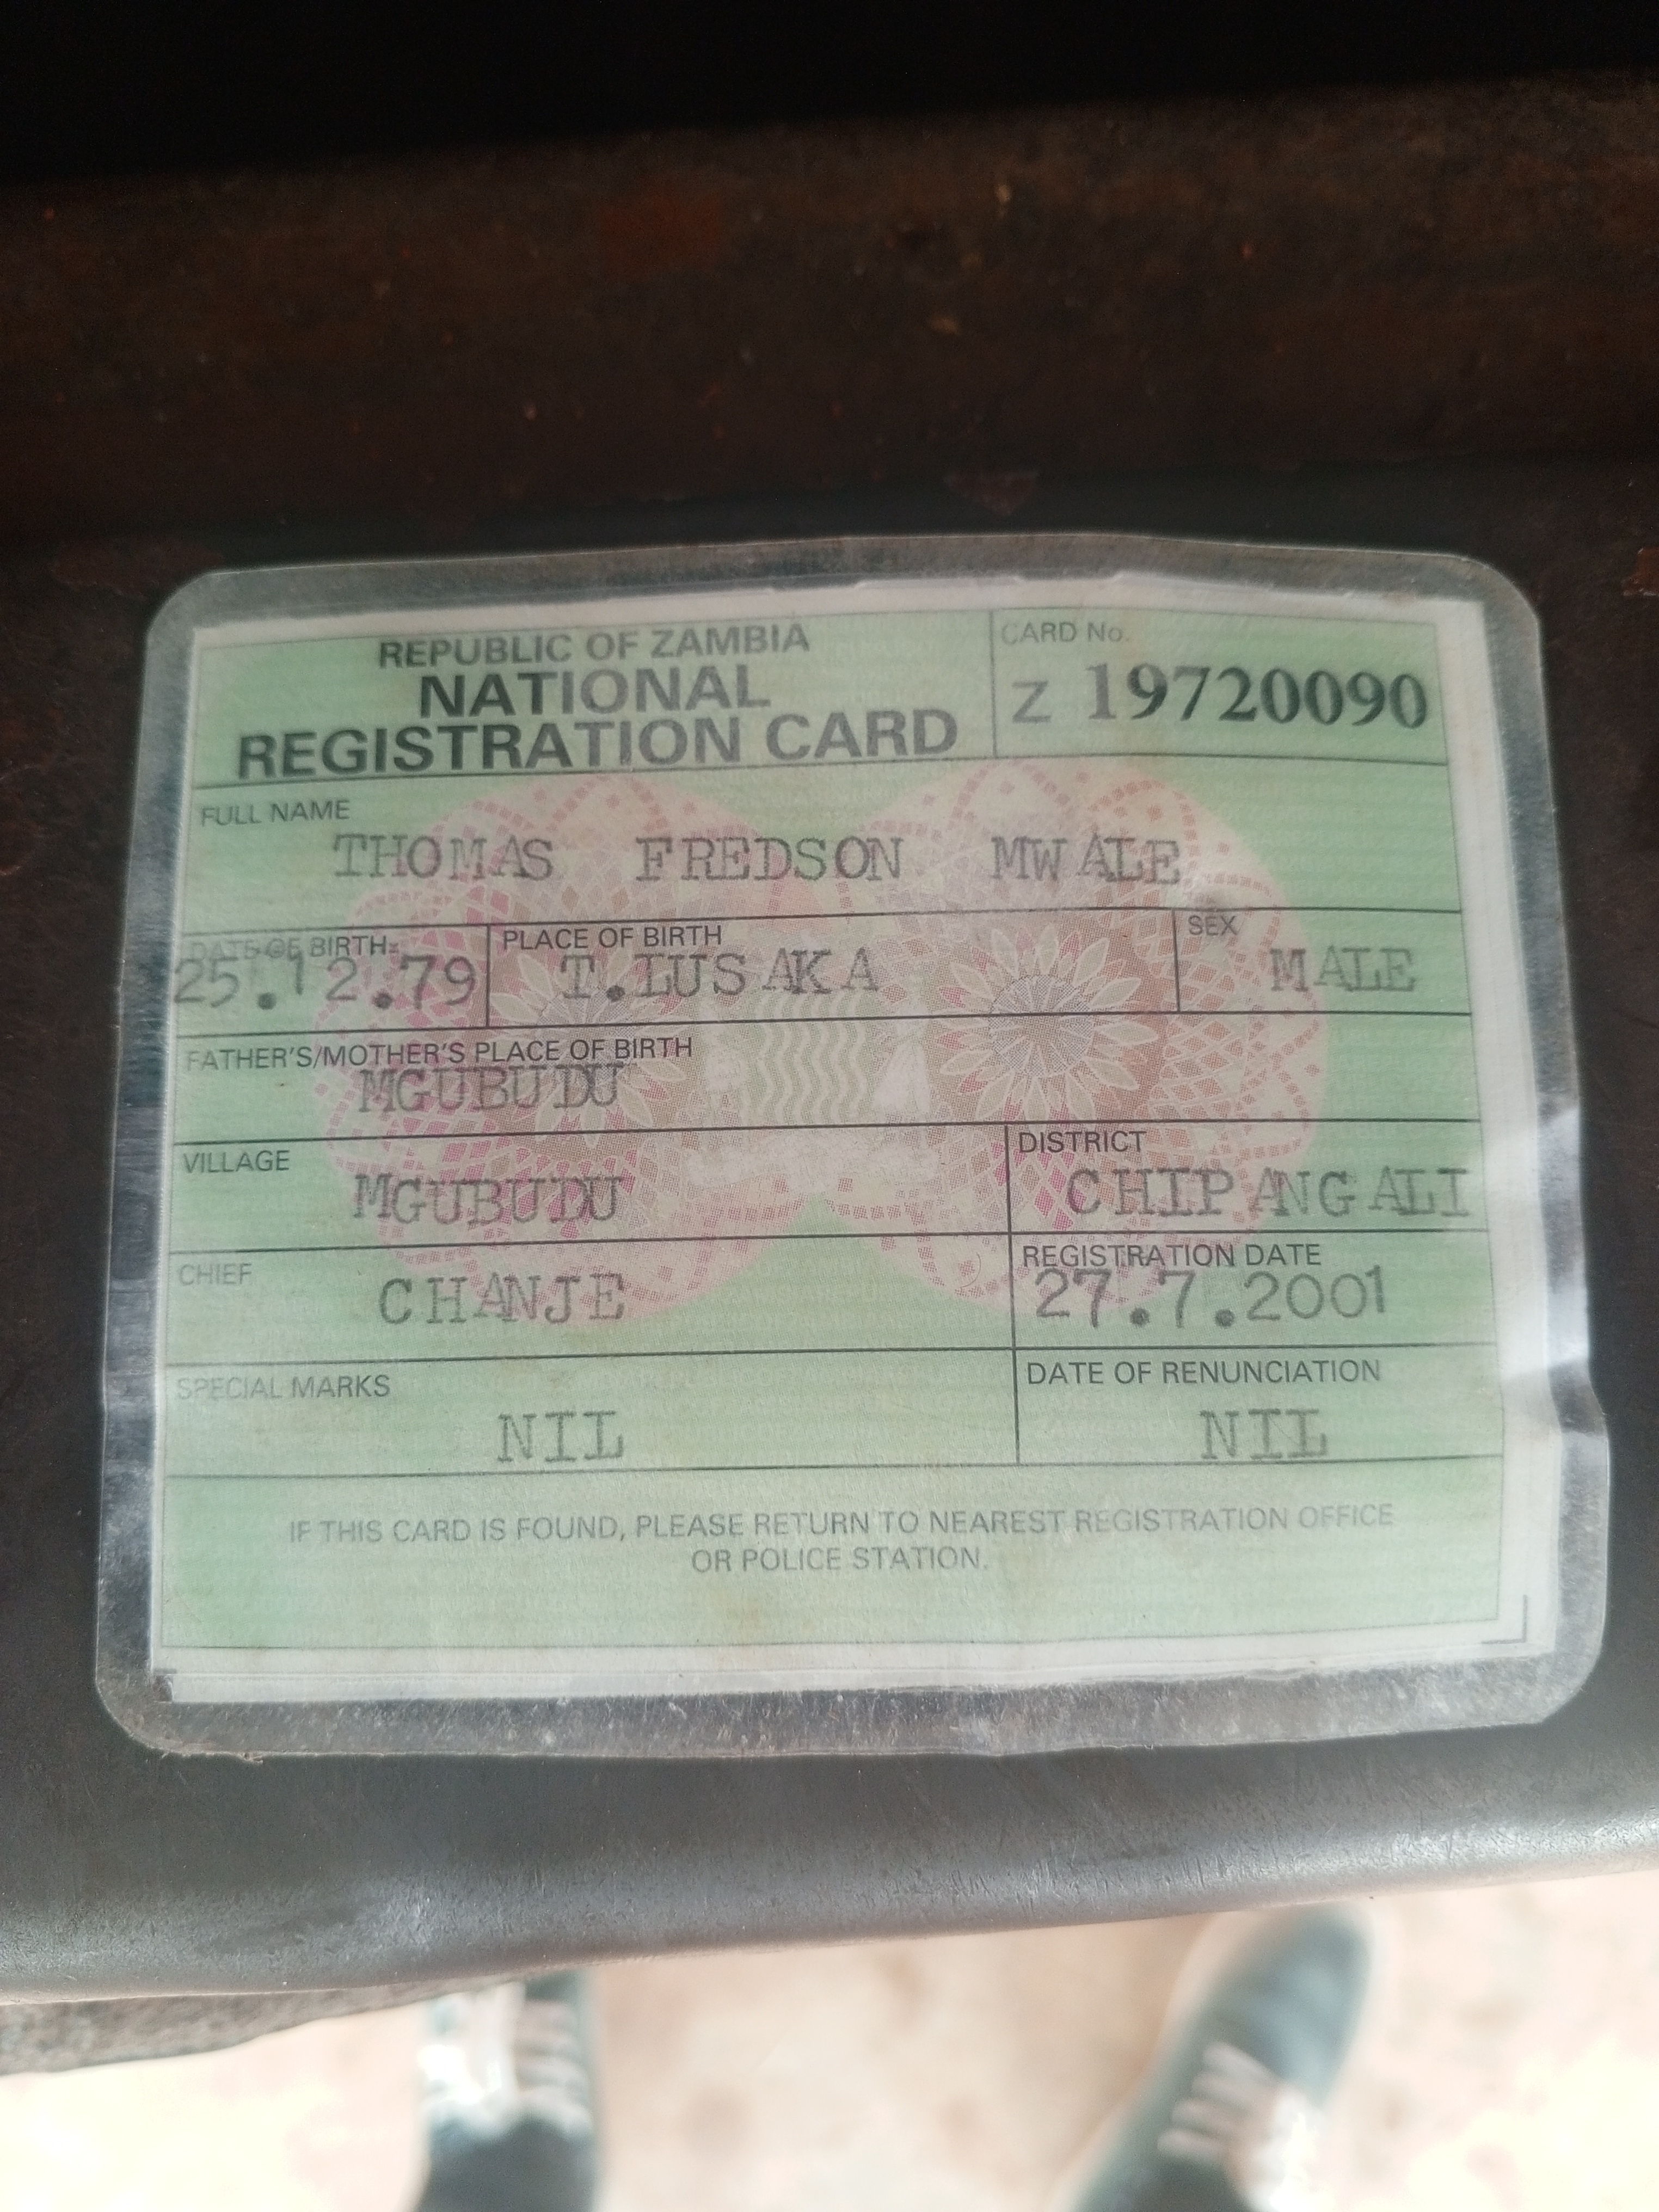 REPUBLIC OF ZAMBIA
NATIONAL
REGISTRATION CARD
CARD No.
Z 19720090
FULL NAME
THOMAS FREDSON MWALE
DATE OF BIRTH
25.12.79
PLACE OF BIRTH
T.LUSAKA
SEX
MALE
FATHER'S/MOTHER'S PLACE OF BIRTH
MGUBUDU
VILLAGE
MGUBUDU
DISTRICT
CHIPANGALI
CHIEF
CHANJE
REGISTRATION DATE
27.7.2001
SPECIAL MARKS
NIL
DATE OF RENUNCIATION
NIL
IF THIS CARD IS FOUND, PLEASE RETURN TO NEAREST REGISTRATION OFFICE
OR POLICE STATION.